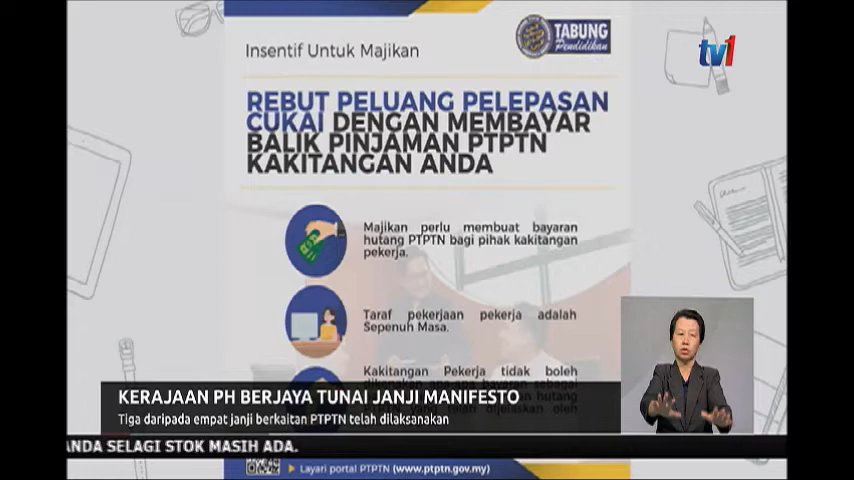 TABUNG
Pendidikan
tv1
Insentif Untuk Majikan
REBUT PELUANG PELEPASAN
CUKAI DENGAN MEMBAYAR
BALIK PINJAMAN PTPTN
KAKITANGAN ANDA
Majikan perlu membuat bayaran
hutang PTPTN bagi pihak kakitangan
pekerja.
Taraf pekerjaan pekerja adalah
Sepenuh Masa.
Kakitangan Pekerja tidak boleh
KERAJAAN PH BERJAYA TUNAI JANJI MANIFESTO
Tiga daripada empat janji berkaitan PTPTN telah dilaksanakan
ANDA SELAGI STOK MASIH ADA.
Layari portal PTPTN (www.ptptn.gov.my)